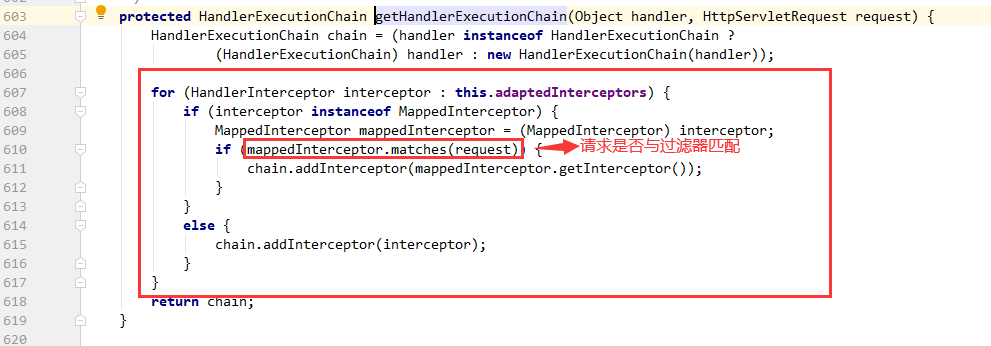 603 protected HandlerExecutionChain getHandlerExecutionChain(Object handler, HttpServletRequest request) {
604 HandlerExecutionChain chain = (handler instanceof HandlerExecutionChain ?
605 (HandlerExecutionChain) handler : new HandlerExecutionChain(handler));
606
607 for (HandlerInterceptor interceptor : this.adaptedInterceptors) {
608 if (interceptor instanceof MappedInterceptor) {
609 MappedInterceptor mappedInterceptor = (MappedInterceptor) interceptor;
610 if (mappedInterceptor.matches(request)) { 请求是否与过滤器匹配
611 chain.addInterceptor(mappedInterceptor.getInterceptor());
612 }
613 }
614 else {
615 chain.addInterceptor(interceptor);
616 }
617 }
618 return chain;
619 }
620